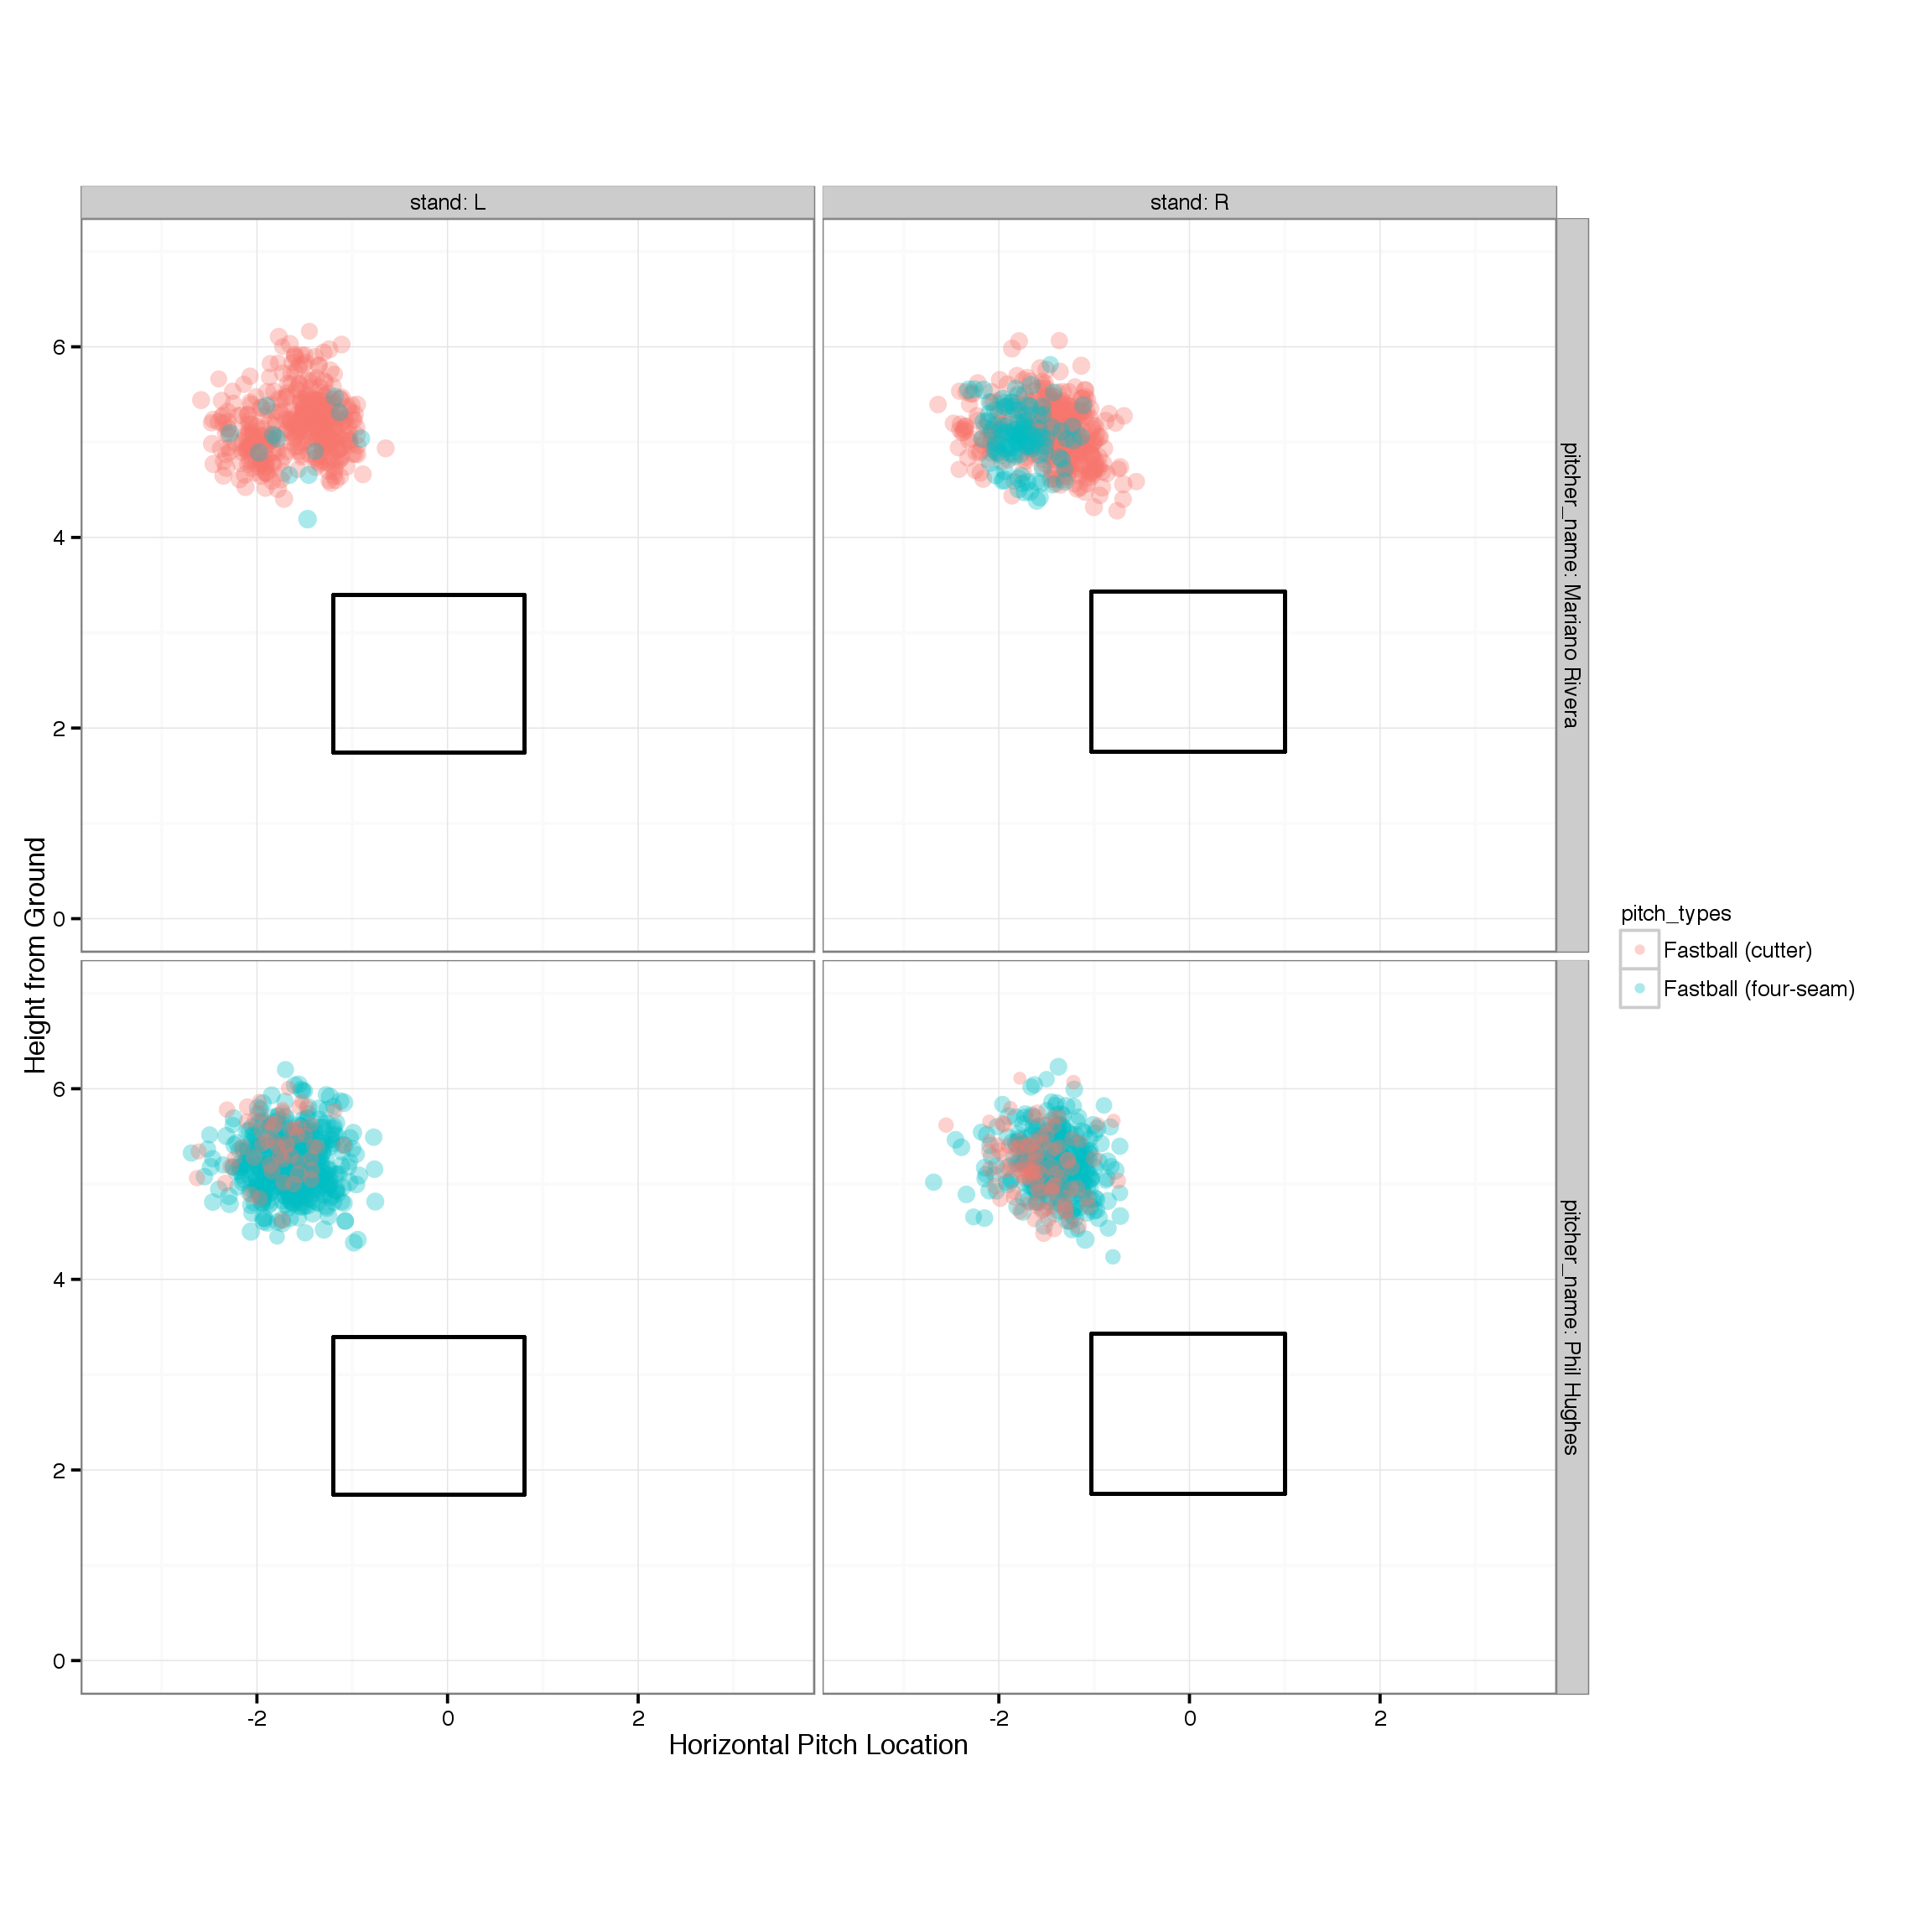 stand: L
stand: R
6
4
2
0
pitcher_name: Mariano Rivera
6
4
2
0
pitcher_name: Phil Hughes
Height from Ground
-2
0
2
-2
0
2
Horizontal Pitch Location
pitch_types
Fastball (cutter)
Fastball (four-seam)